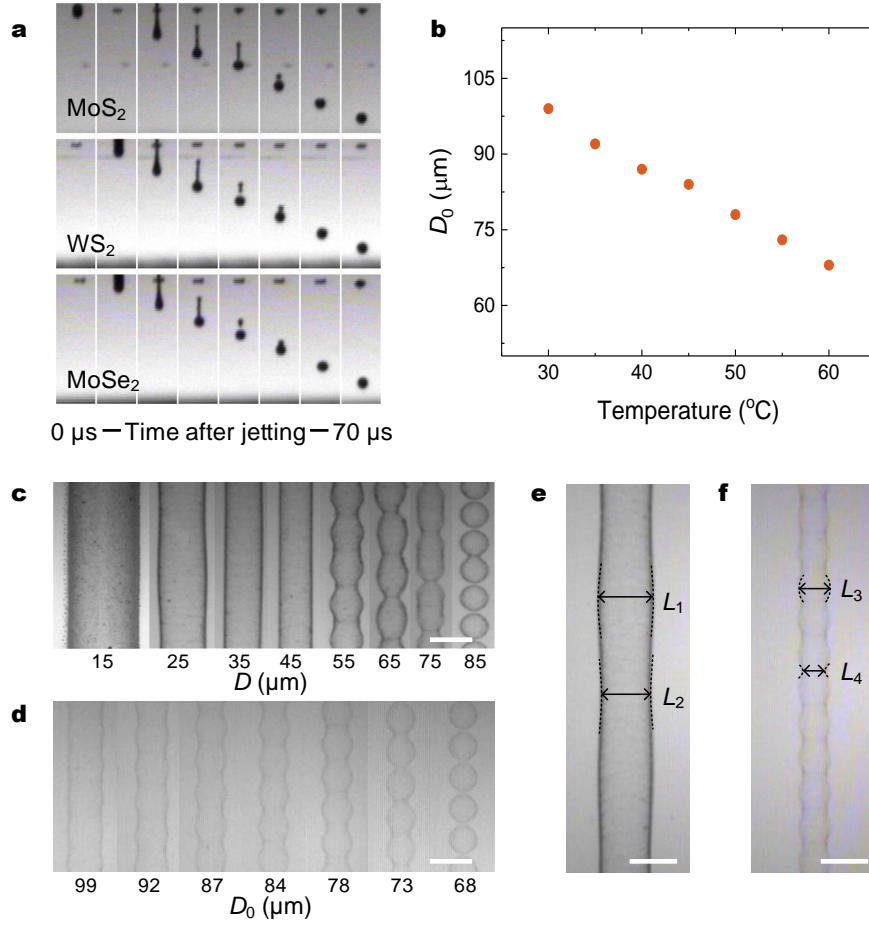 a
MoS2
WS2
MoSe2
0 µs — Time after jetting — 70 µs
b
D0 (µm)
105
90
75
60
30 40 50 60
Temperature (°C)
c
15 25 35 45 55 65 75 85
D (µm)
d
99 92 87 84 78 73 68
D0 (µm)
e
L1
L2
f
L3
L4